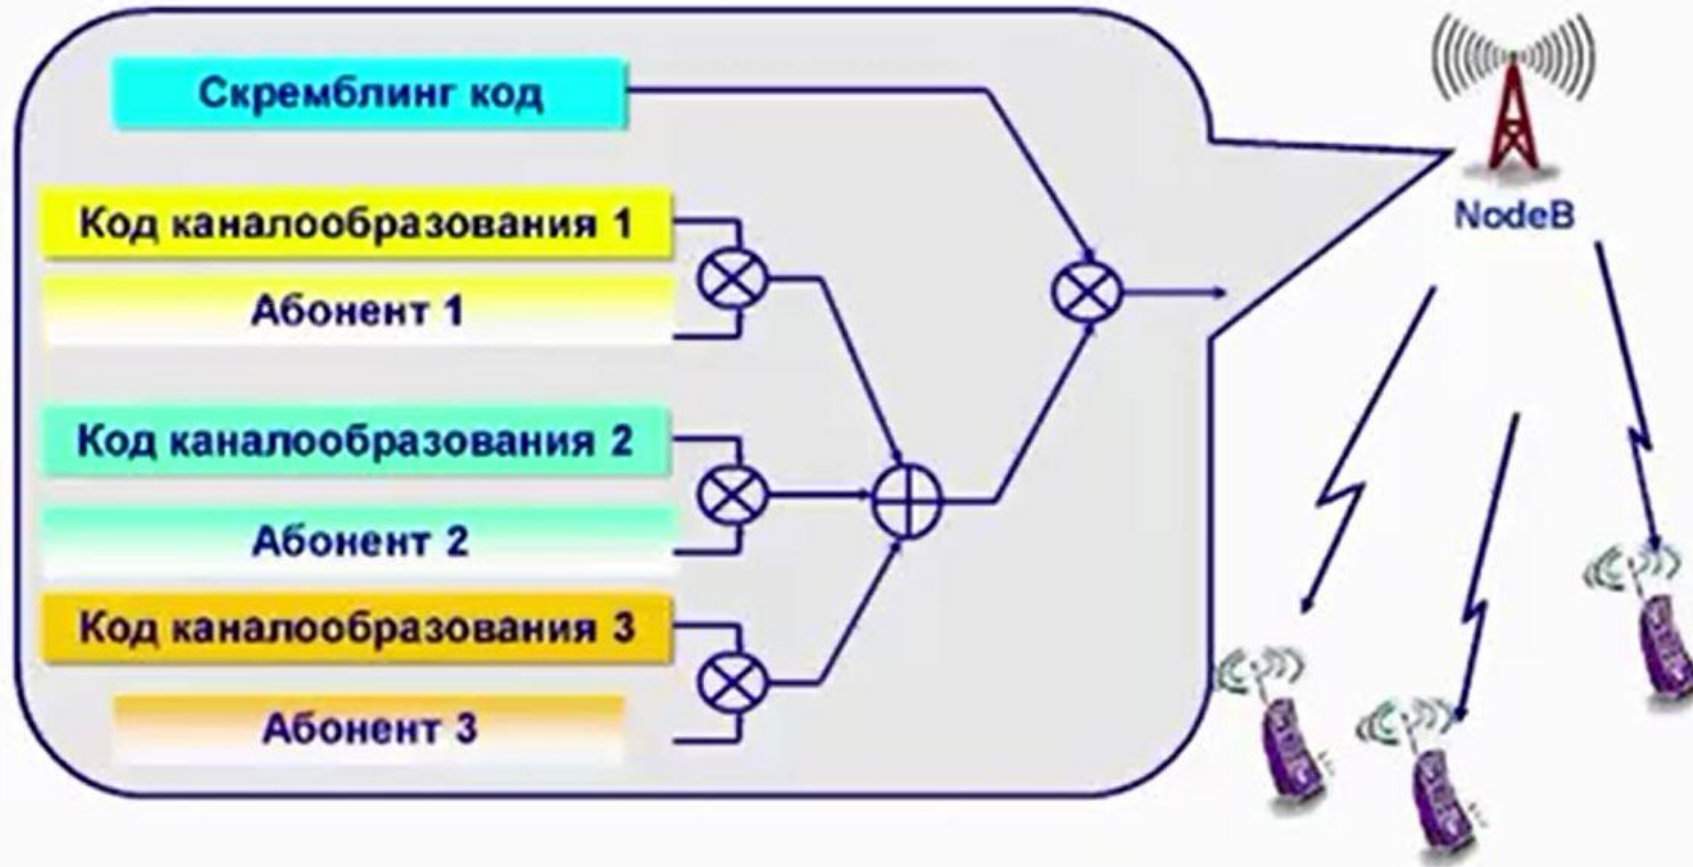 Скремблинг код
Код каналообразования 1
Абонент 1
Код каналообразования 2
Абонент 2
Код каналообразования 3
Абонент 3
NodeB